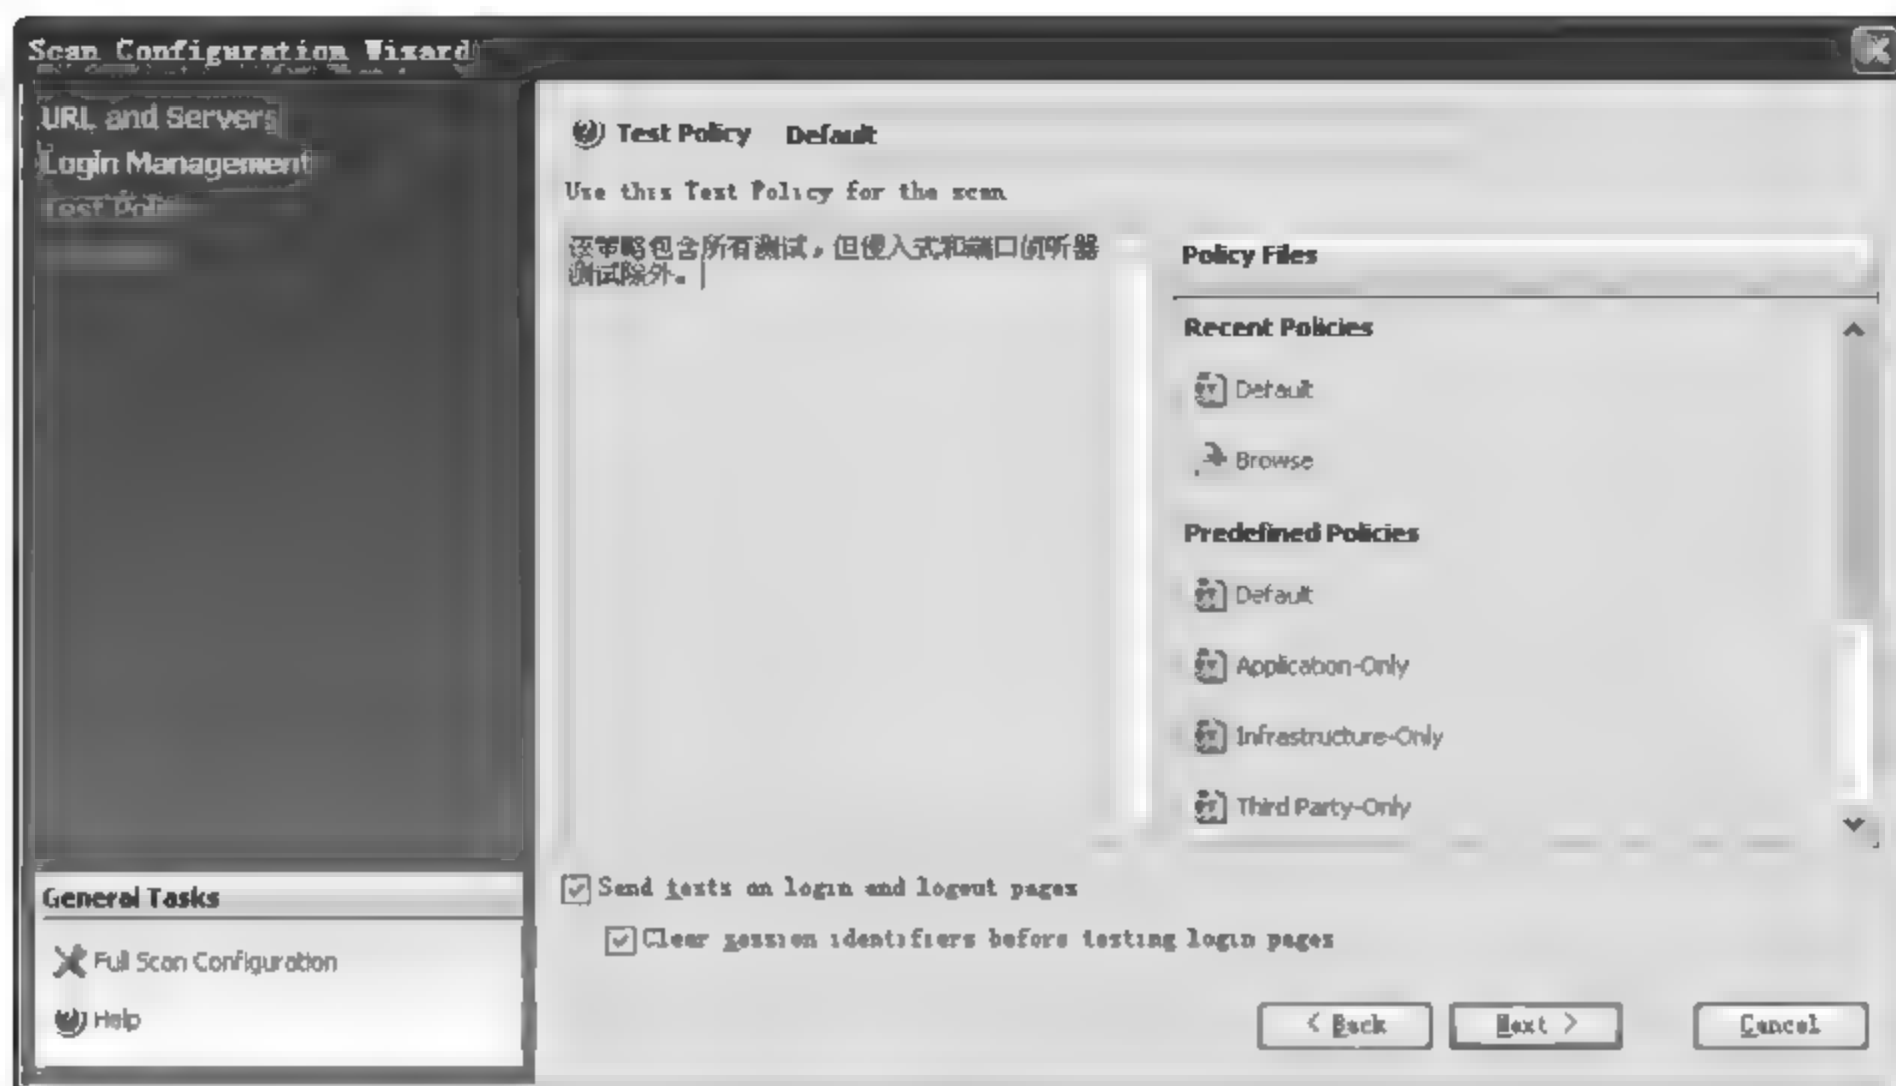 Scan Configuration Wizard
URL and Servers
Login Management
Test Poli
General Tasks
Full Scan Configuration
Help
Test Policy Default
Use this Test Policy for the scan
该策略包含所有测试，但侵入式和端口侦听器
测试除外。
Policy Files
Recent Policies
Default
Browse
Predefined Policies
Default
Application-Only
Infrastructure-Only
Third Party-Only
Send tests on login and logout pages
Clear session identifiers before testing login pages
< Back
Next >
Cancel